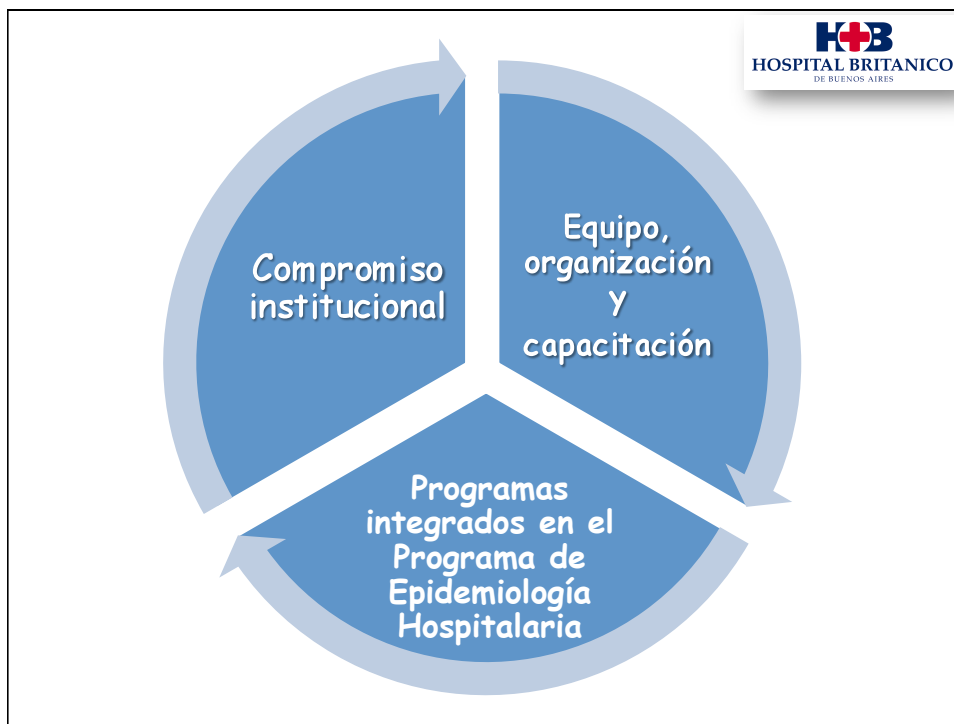 H+B
HOSPITAL BRITANICO
DE BUENOS AIRES
Compromiso
institucional
Equipo,
organización
y
capacitación
Programas
integrados en el
Programa de
Epidemiología
Hospitalaria